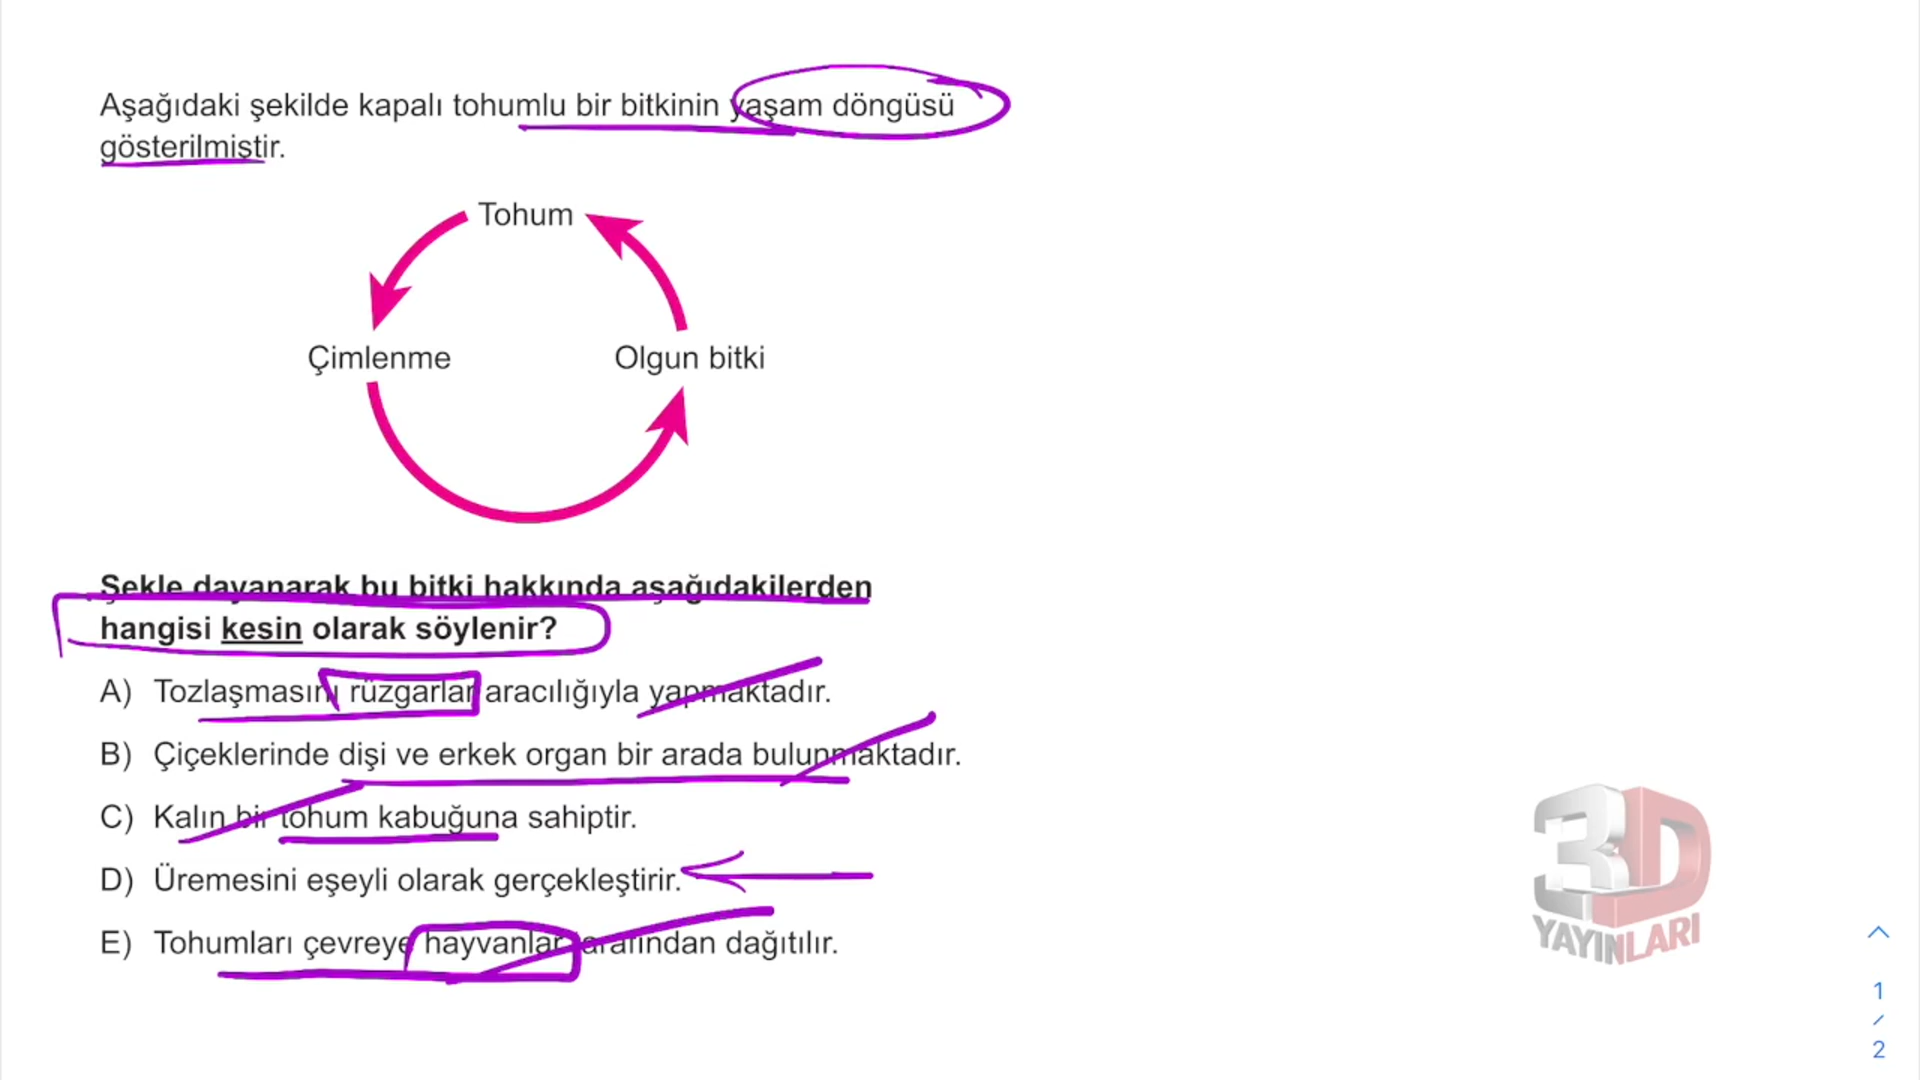 Aşağıdaki şekilde kapalı tohumlu bir bitkinin yaşam döngüsü
gösterilmiştir.
Tohum
Çimlenme
Olgun bitki
Şekle dayanarak bu bitki hakkında aşağıdakilerden
hangisi kesin olarak söylenir?
A) Tozlaşmasını rüzgarlar aracılığıyla yapmaktadır.
B) Çiçeklerinde dişi ve erkek organ bir arada bulunmaktadır.
C) Kalın bir tohum kabuğuna sahiptir.
D) Üremesini eşeyli olarak gerçekleştirir.
E) Tohumları çevreye hayvanlar tarafından dağıtılır.
3D
YAYINLARI
1
/
2